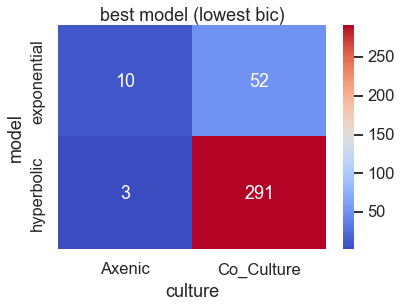 best model (lowest bic)
model
exponential
hyperbolic
10
52
3
291
Axenic
Co_Culture
culture
250
200
150
100
50